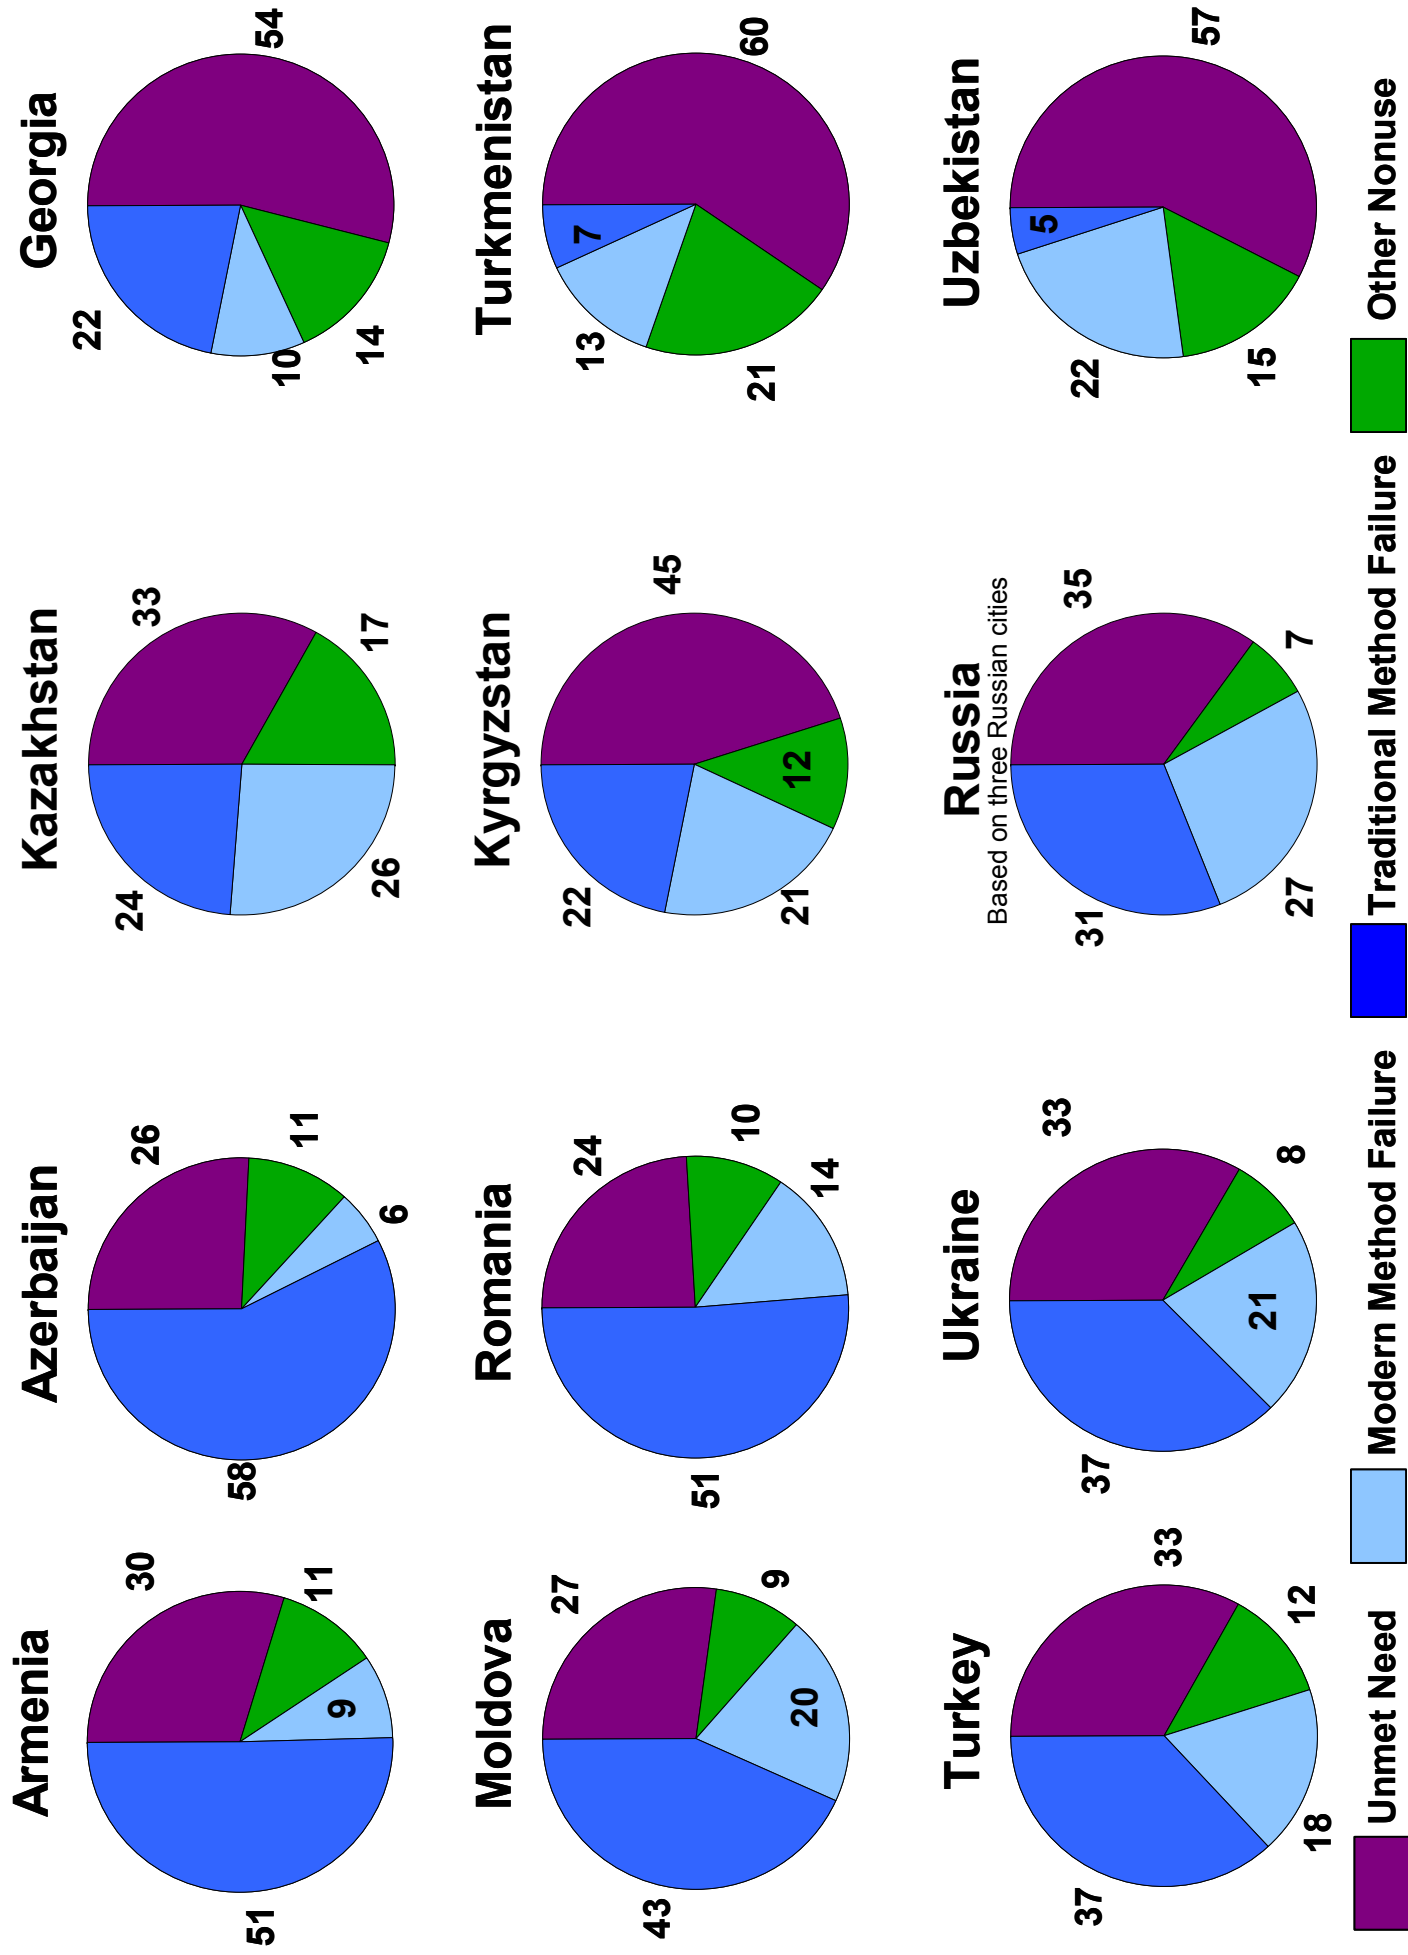 Armenia
30
11
9
51
Azerbaijan
26
11
6
58
Kazakhstan
33
17
26
24
Georgia
54
14
10
22
Moldova
27
9
20
43
Romania
24
10
14
51
Kyrgyzstan
45
12
21
22
Turkmenistan
60
21
13
7
Turkey
33
12
18
37
Ukraine
33
8
21
37
Russia
Based on three Russian cities
35
7
27
31
Uzbekistan
57
15
22
5
Unmet Need
Modern Method Failure
Traditional Method Failure
Other Nonuse